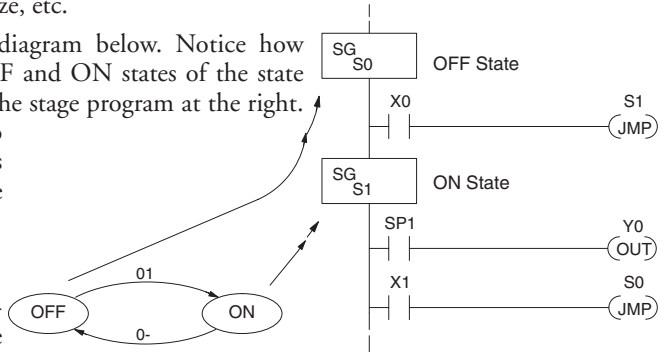 ze, etc.
diagram below. Notice how
F and ON states of the state
he stage program at the right.
SG
S0
OFF State
X0
S1
JMP
SG
S1
ON State
SP1
Y0
OUT
X1
S0
JMP
01
OFF
ON
0-